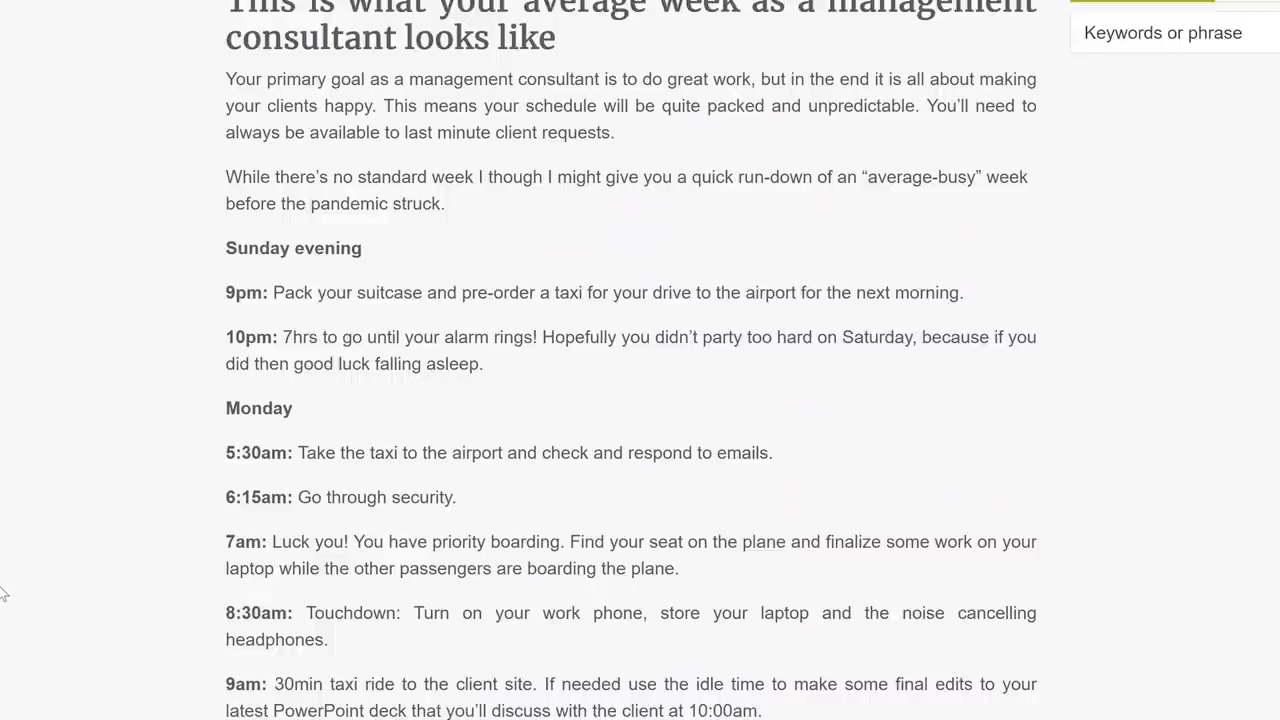 This is what your average week as a management
consultant looks like
Keywords or phrase
Your primary goal as a management consultant is to do great work, but in the end it is all about making
your clients happy. This means your schedule will be quite packed and unpredictable. You’ll need to
always be available to last minute client requests.
While there’s no standard week I though I might give you a quick run-down of an “average-busy” week
before the pandemic struck.
Sunday evening
9pm: Pack your suitcase and pre-order a taxi for your drive to the airport for the next morning.
10pm: 7hrs to go until your alarm rings! Hopefully you didn’t party too hard on Saturday, because if you
did then good luck falling asleep.
Monday
5:30am: Take the taxi to the airport and check and respond to emails.
6:15am: Go through security.
7am: Luck you! You have priority boarding. Find your seat on the plane and finalize some work on your
laptop while the other passengers are boarding the plane.
8:30am: Touchdown: Turn on your work phone, store your laptop and the noise cancelling
headphones.
9am: 30min taxi ride to the client site. If needed use the idle time to make some final edits to your
latest PowerPoint deck that you’ll discuss with the client at 10:00am.